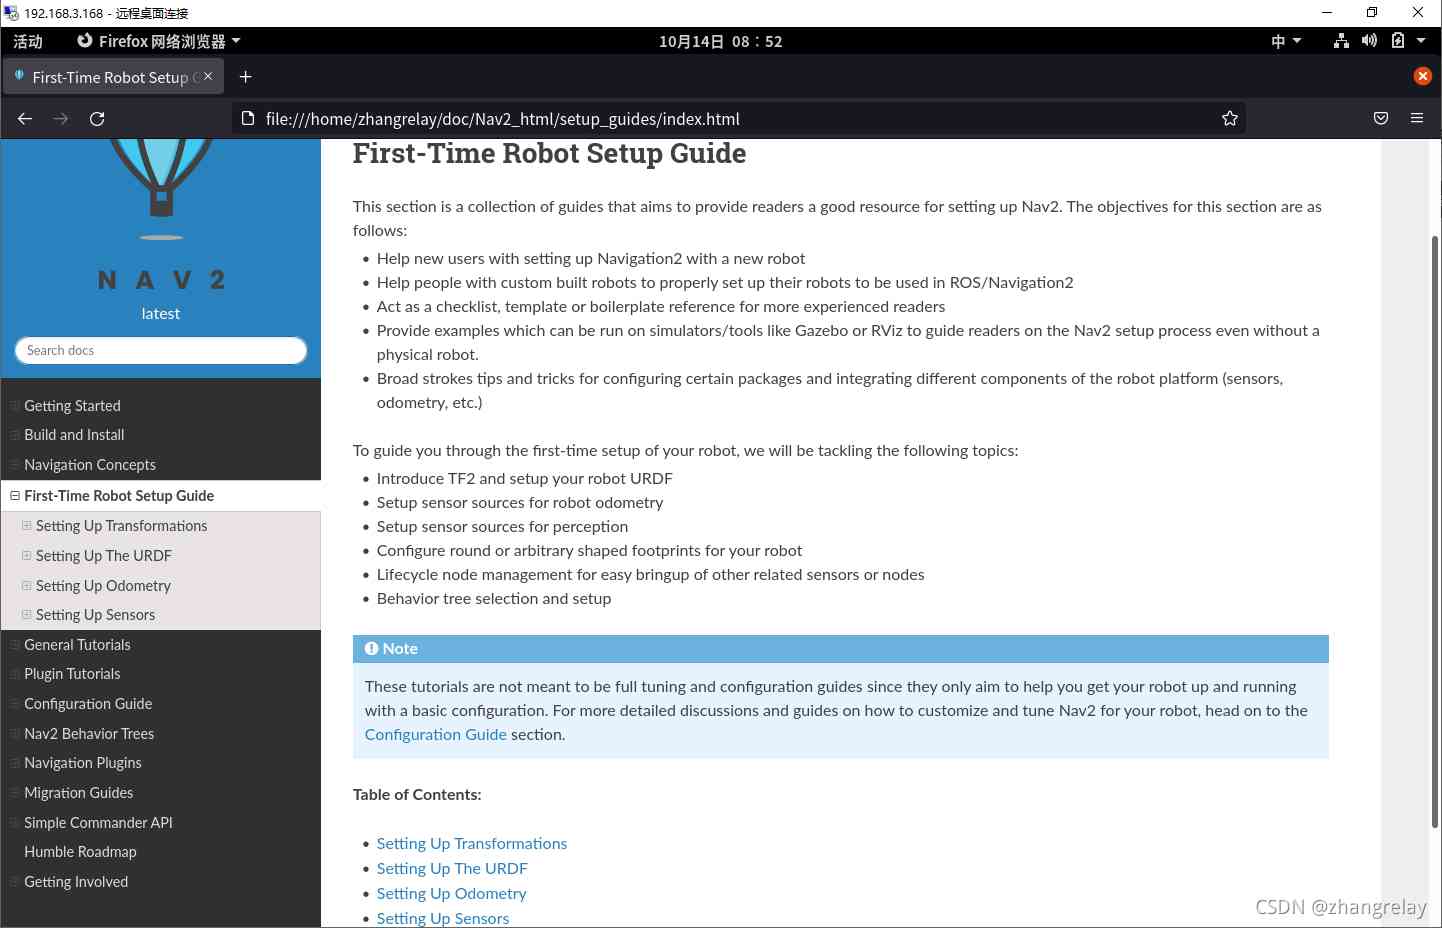 192.168.3.168 - 远程桌面连接
活动 Firefox 网络浏览器 10月14日 08：52 中
First-Time Robot Setup
file:///home/zhangrelay/doc/Nav2_html/setup_guides/index.html
NAV2
latest
Search docs
Getting Started
Build and Install
Navigation Concepts
First-Time Robot Setup Guide
Setting Up Transformations
Setting Up The URDF
Setting Up Odometry
Setting Up Sensors
General Tutorials
Plugin Tutorials
Configuration Guide
Nav2 Behavior Trees
Navigation Plugins
Migration Guides
Simple Commander API
Humble Roadmap
Getting Involved
First-Time Robot Setup Guide
This section is a collection of guides that aims to provide readers a good resource for setting up Nav2. The objectives for this section are as
follows:
• Help new users with setting up Navigation2 with a new robot
• Help people with custom built robots to properly set up their robots to be used in ROS/Navigation2
• Act as a checklist, template or boilerplate reference for more experienced readers
• Provide examples which can be run on simulators/tools like Gazebo or RViz to guide readers on the Nav2 setup process even without a
physical robot.
• Broad strokes tips and tricks for configuring certain packages and integrating different components of the robot platform (sensors,
odometry, etc.)
To guide you through the first-time setup of your robot, we will be tackling the following topics:
• Introduce TF2 and setup your robot URDF
• Setup sensor sources for robot odometry
• Setup sensor sources for perception
• Configure round or arbitrary shaped footprints for your robot
• Lifecycle node management for easy bringup of other related sensors or nodes
• Behavior tree selection and setup
Note
These tutorials are not meant to be full tuning and configuration guides since they only aim to help you get your robot up and running
with a basic configuration. For more detailed discussions and guides on how to customize and tune Nav2 for your robot, head on to the
Configuration Guide section.
Table of Contents:
• Setting Up Transformations
• Setting Up The URDF
• Setting Up Odometry
• Setting Up Sensors
CSDN @zhangrelay